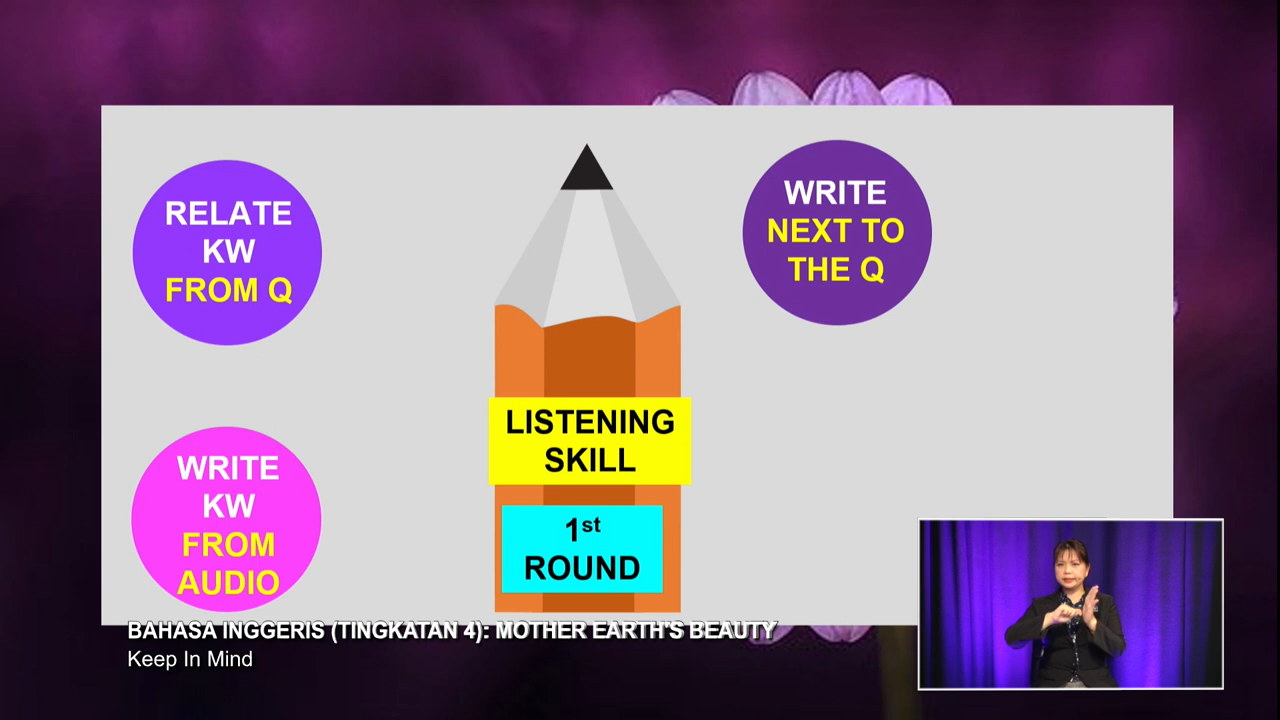 RELATE
KW
FROM Q
WRITE
NEXT TO
THE Q
LISTENING
SKILL
WRITE
KW
FROM
AUDIO
1st
ROUND
BAHASA INGGERIS (TINGKATAN 4): MOTHER EARTH'S BEAUTY
Keep In Mind